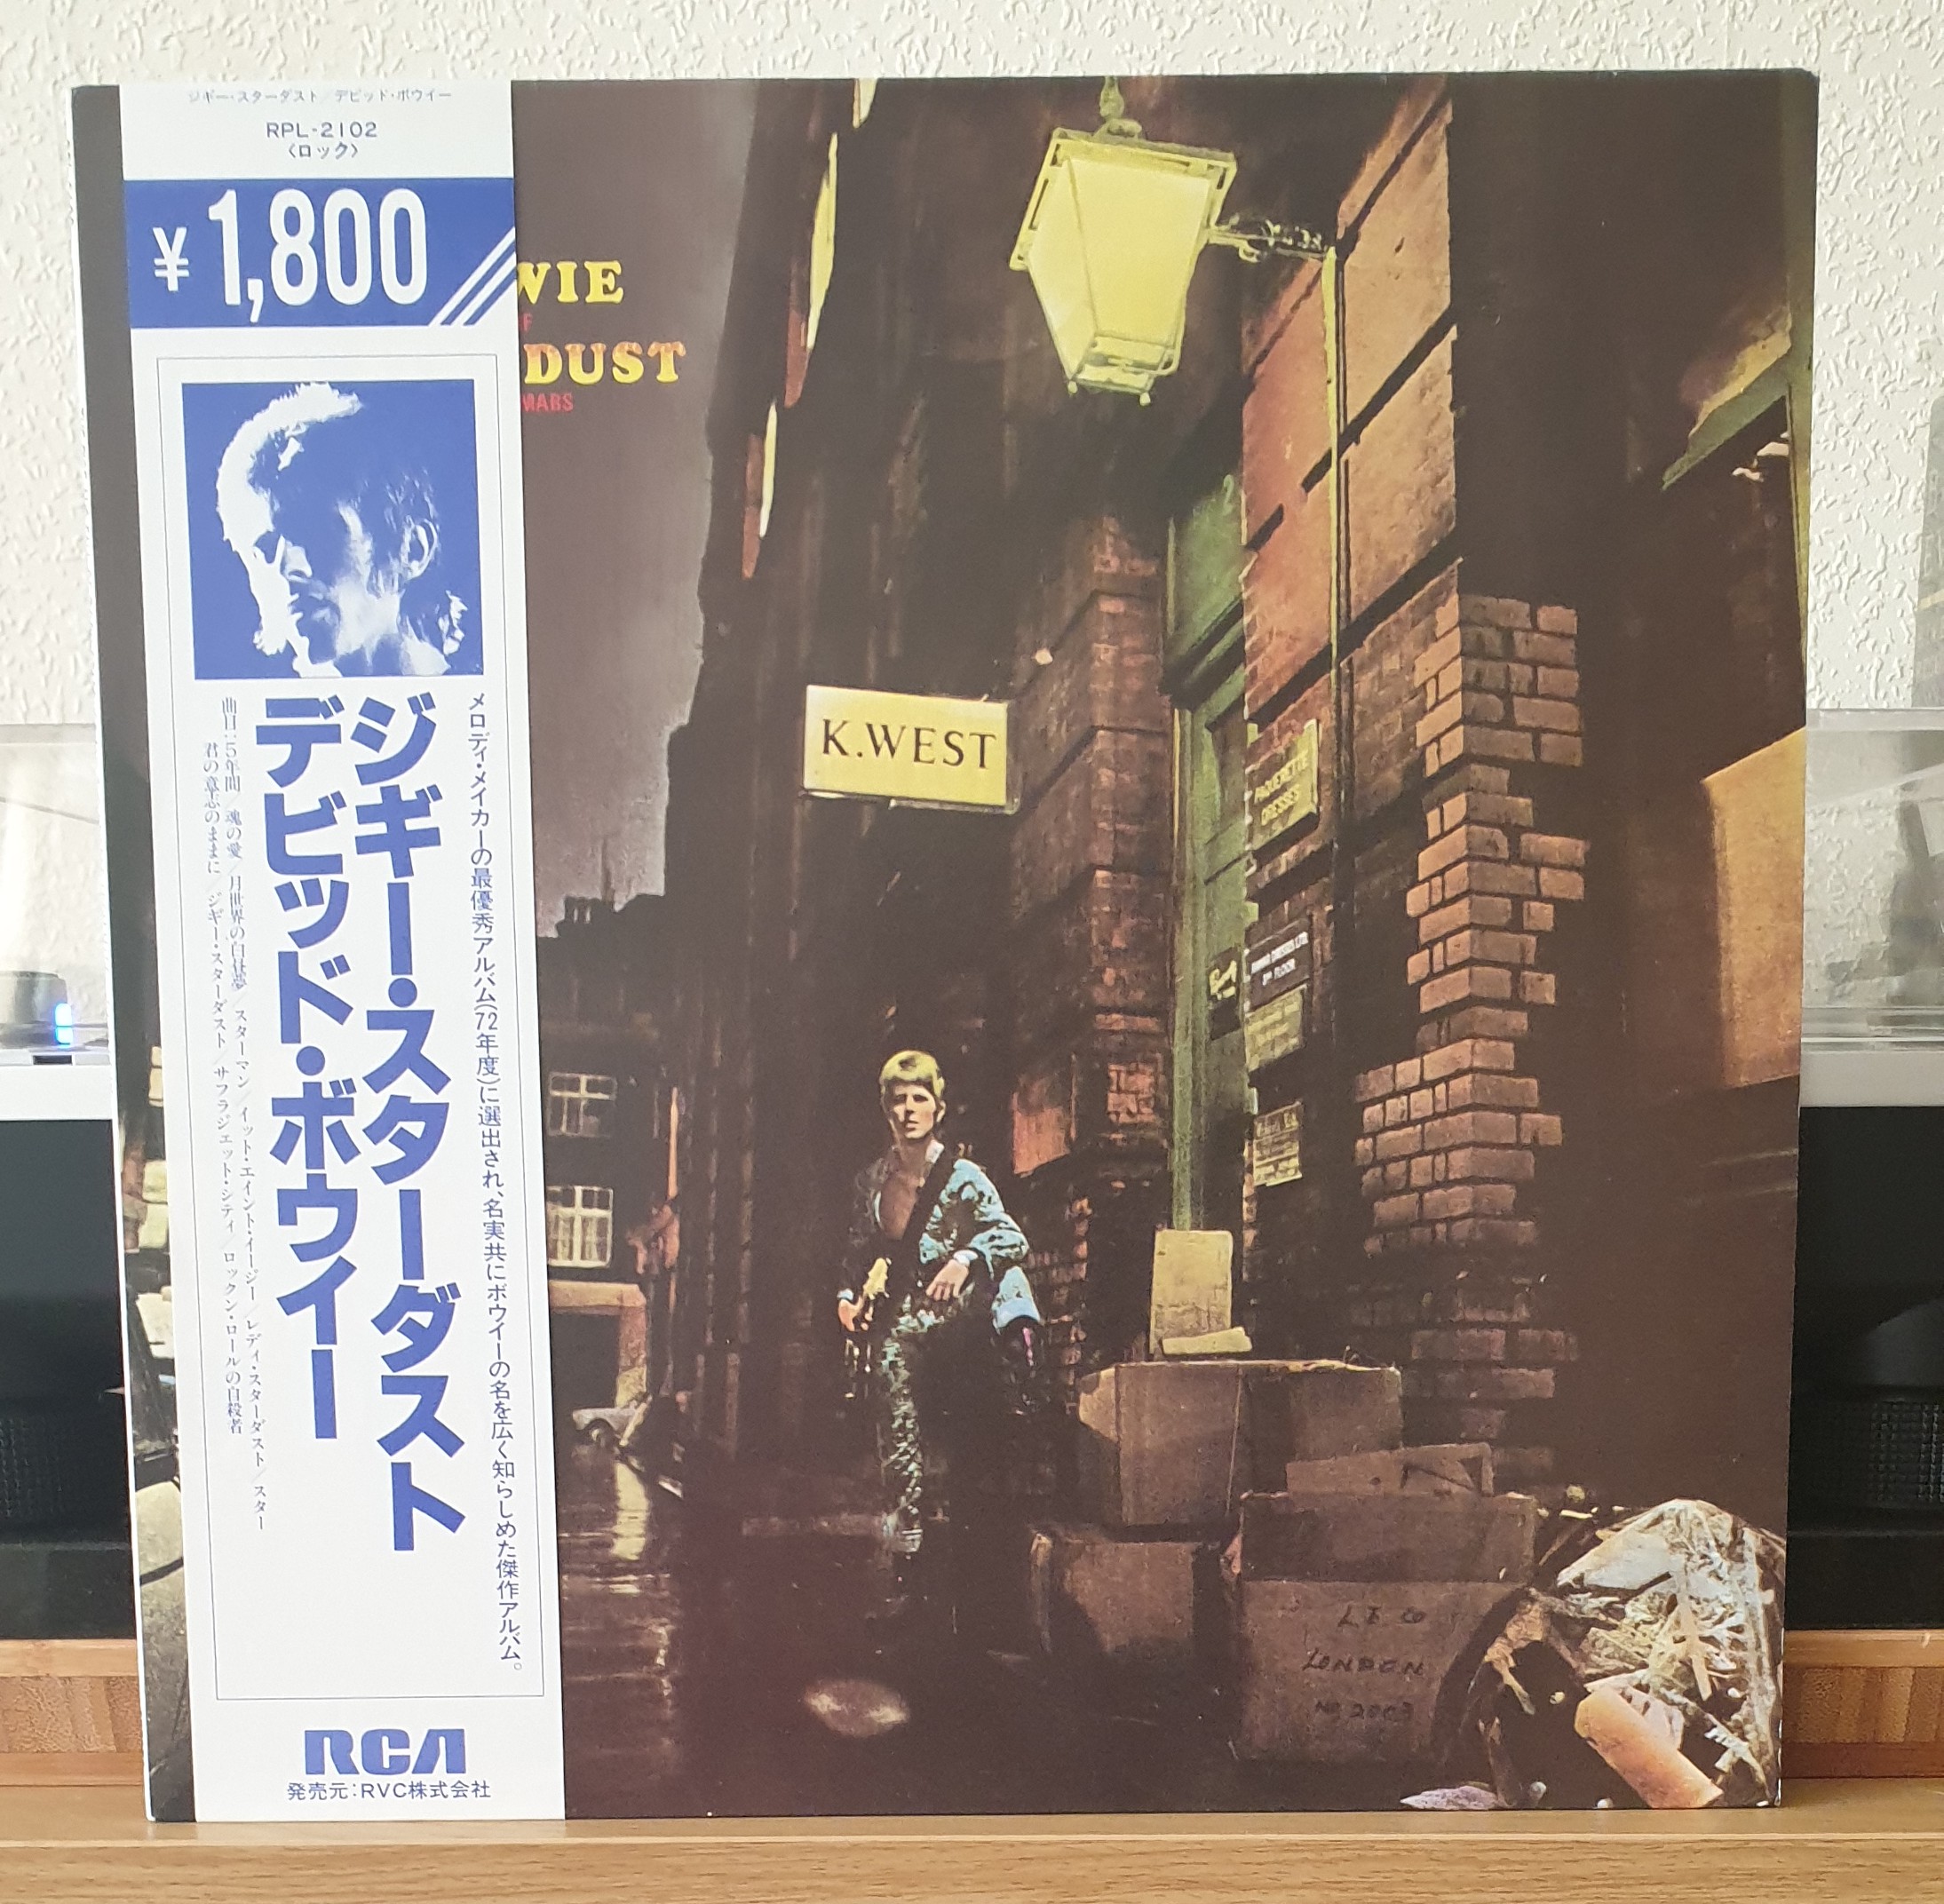 ジギー・スターダスト／デビッド・ボウイー
RPL-2102
〈ロック〉
¥1,800
メロディ・メイカーの最優秀アルバム(72年度)に選出され、名実共にボウイーの名を広く知らしめた傑作アルバム。
ジギー・スターダスト
デビッド・ボウイー
曲目：5年間／魂の愛／月世界の白昼夢／スターマン／イット・エイント・イージー／レディ・スターダスト／スター
君の意志のままに／ジギー・スターダスト／サフラジェット・シティ／ロックン・ロールの自殺者
RCA
発売元：RVC株式会社
WIE
F
DUST
MABS
K.WEST
PAQUERETTE
DRESSES
FLOOR
L.I. CO
LONDON
No 2003